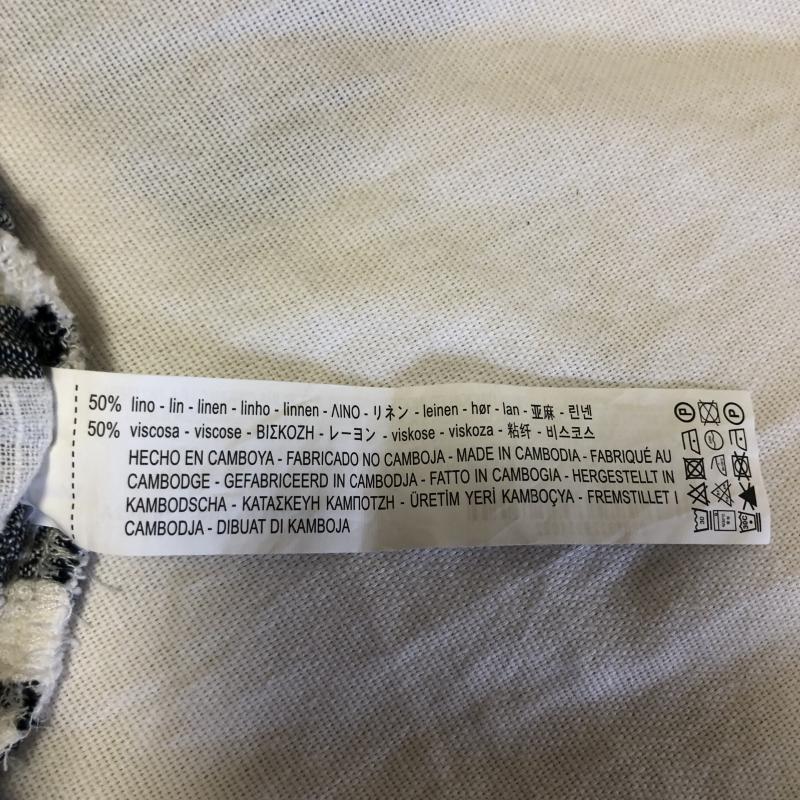 50% lino - lin - linen - linho - linnen - ΛΙΝΟ - リネン - leinen - hør - lan - 亚麻 - 린넨
50% viscosa - viscose - ΒΙΣΚΟΖΗ - レーヨン - viskose - viskoza - 粘纤 - 비스코스
HECHO EN CAMBOYA - FABRICADO NO CAMBOJA - MADE IN CAMBODIA - FABRIQUÉ AU
CAMBODGE - GEFABRICEERD IN CAMBODJA - FATTO IN CAMBOGIA - HERGESTELLT IN
KAMBODSCHA - ΚΑΤΑΣΚΕΥΗ ΚΑΜΠΟΤΖΗ - ÜRETİM YERİ KAMBOÇYA - FREMSTILLET I
CAMBODJA - DIBUAT DI KAMBOJA
P P